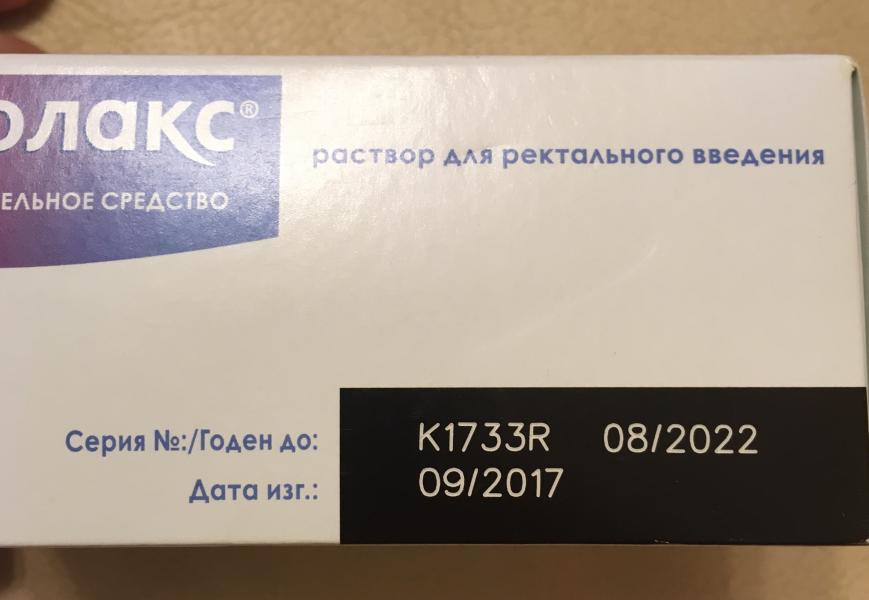 олакс®
раствор для ректального введения
ЕЛЬНОЕ СРЕДСТВО
Серия №:/Годен до: K1733R 08/2022
Дата изг.: 09/2017